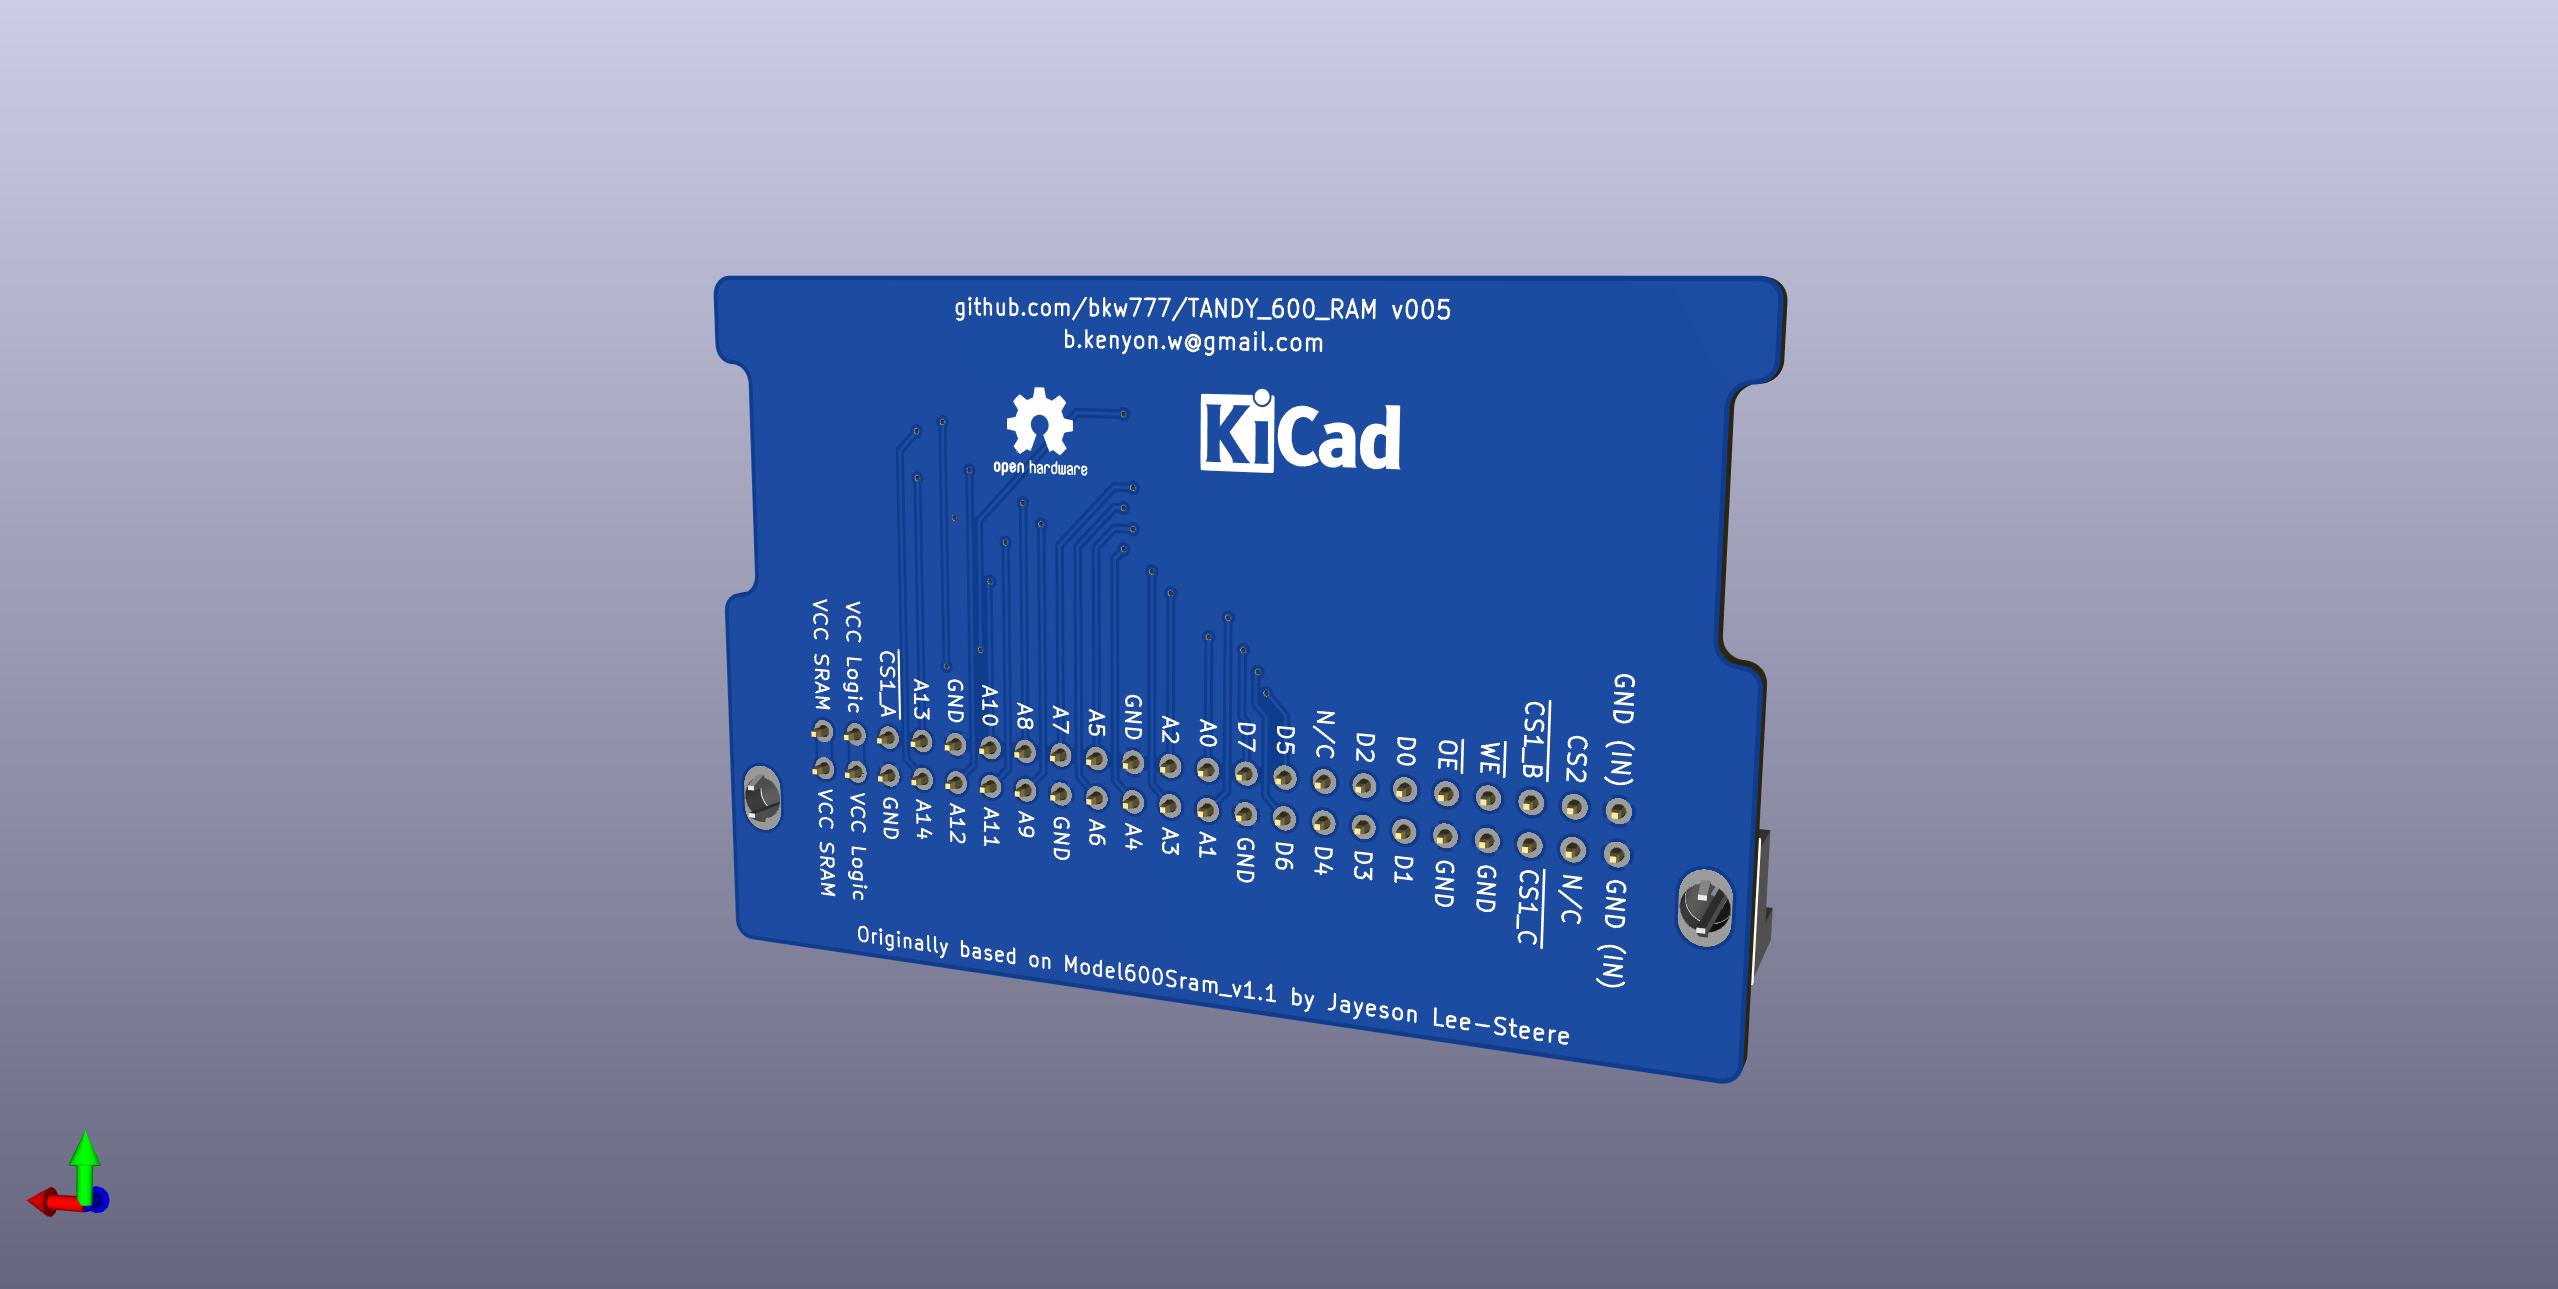 github.com/bkw777/TANDY_600_RAM v005
b.kenyon.w@gmail.com
open hardware
KiCad
VCC SRAM
VCC Logic
CS1_A
A13
GND
A10
A8
A7
A5
GND
A2
A0
D7
D5
N/C
D2
D0
OE
WE
CS1_B
CS2
GND (IN)
VCC SRAM
VCC Logic
GND
A14
A12
A11
A9
GND
A6
A4
A3
A1
GND
D6
D4
D3
D1
GND
GND
CS1_C
N/C
GND (IN)
Originally based on Model600Sram_v1.1 by Jayeson Lee-Steere